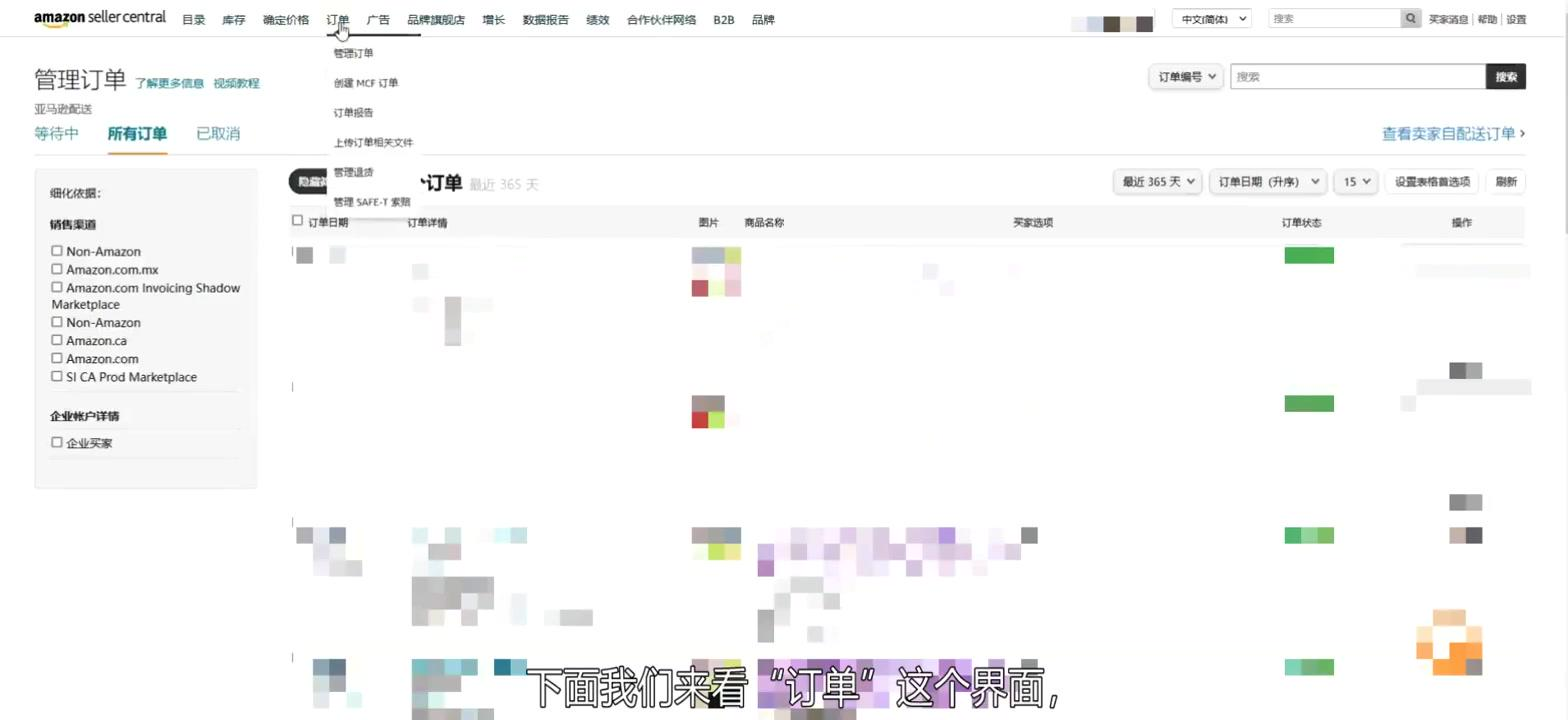 amazon seller central 目录 库存 确定价格 订单 广告 品牌旗舰店 增长 数据报告 绩效 合作伙伴网络 B2B 品牌 中文(简体) 搜索 买家消息 | 帮助 | 设置
管理订单
创建 MCF 订单
订单报告
上传订单相关文件
管理退货
管理 SAFE-T 索赔
管理订单 了解更多信息 视频教程 订单编号 搜索 搜索
亚马逊配送
等待中 所有订单 已取消 查看卖家自配送订单 ›
细化依据:
销售渠道
Non-Amazon
Amazon.com.mx
Amazon.com Invoicing Shadow
Marketplace
Non-Amazon
Amazon.ca
Amazon.com
SI CA Prod Marketplace
企业帐户详情
企业买家
隐藏 订单 最近 365 天 最近 365 天 订单日期（升序） 15 设置表格首选项 刷新
订单日期 订单详情 图片 商品名称 买家选项 订单状态 操作
下面我们来看“订单”这个界面,